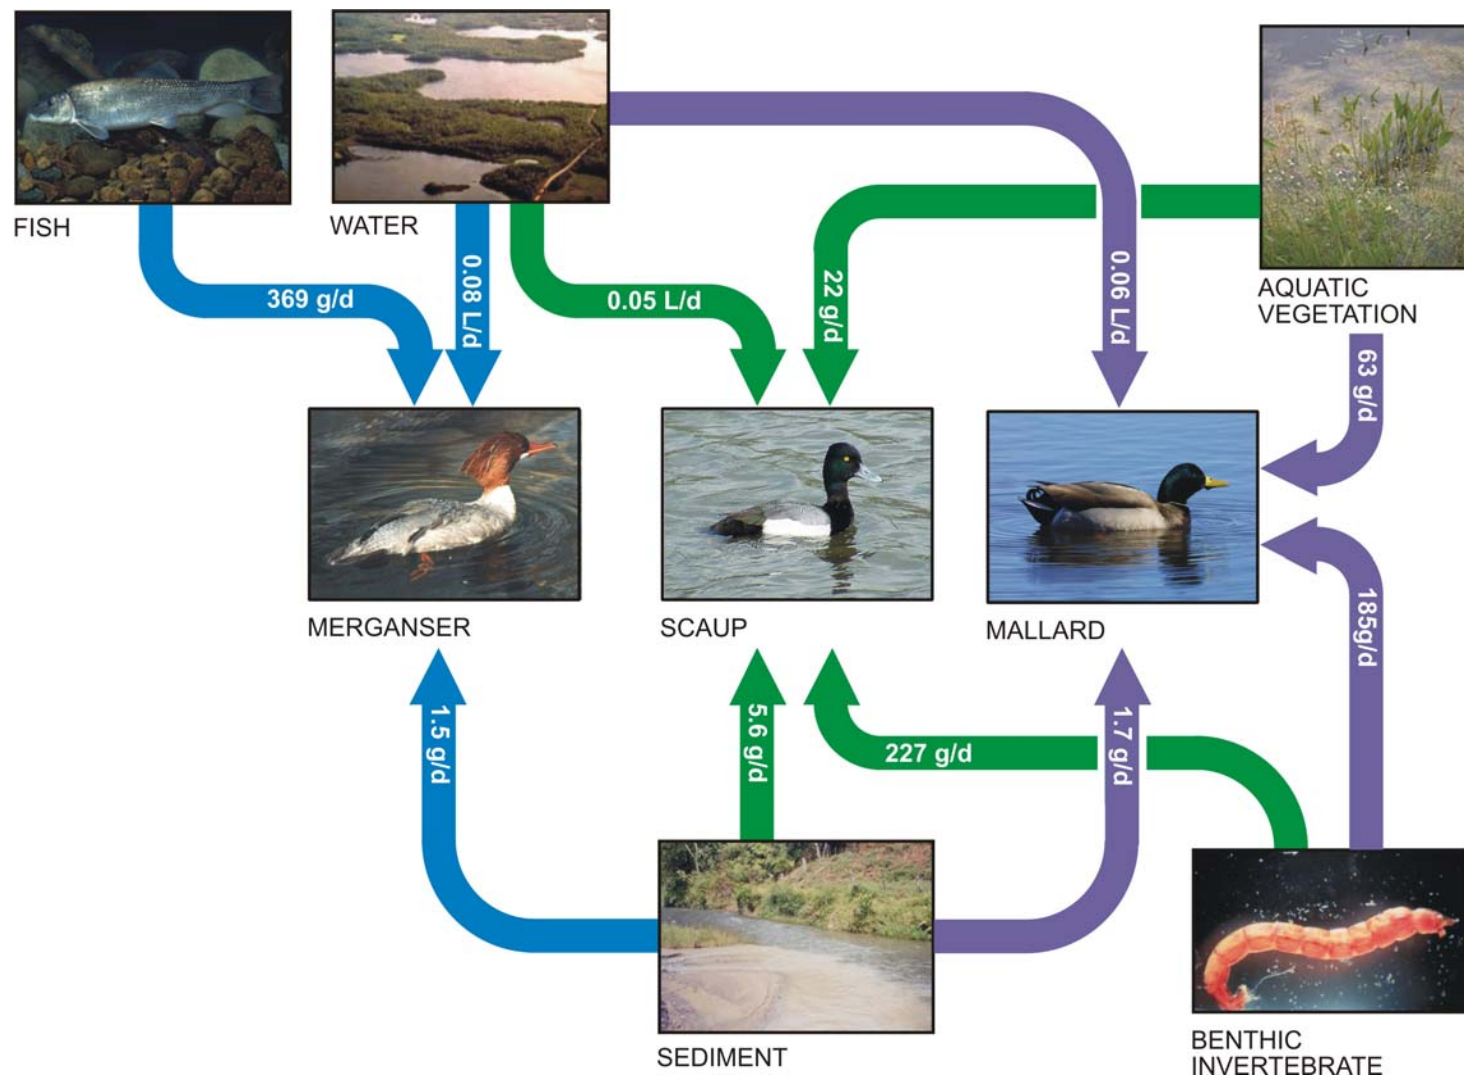 FISH
WATER
AQUATIC
VEGETATION
369 g/d
0.08 L/d
0.05 L/d
22 g/d
0.06 L/d
63 g/d
MERGANSER
SCAUP
MALLARD
185g/d
1.5 g/d
5.6 g/d
227 g/d
1.7 g/d
SEDIMENT
BENTHIC
INVERTEBRATE